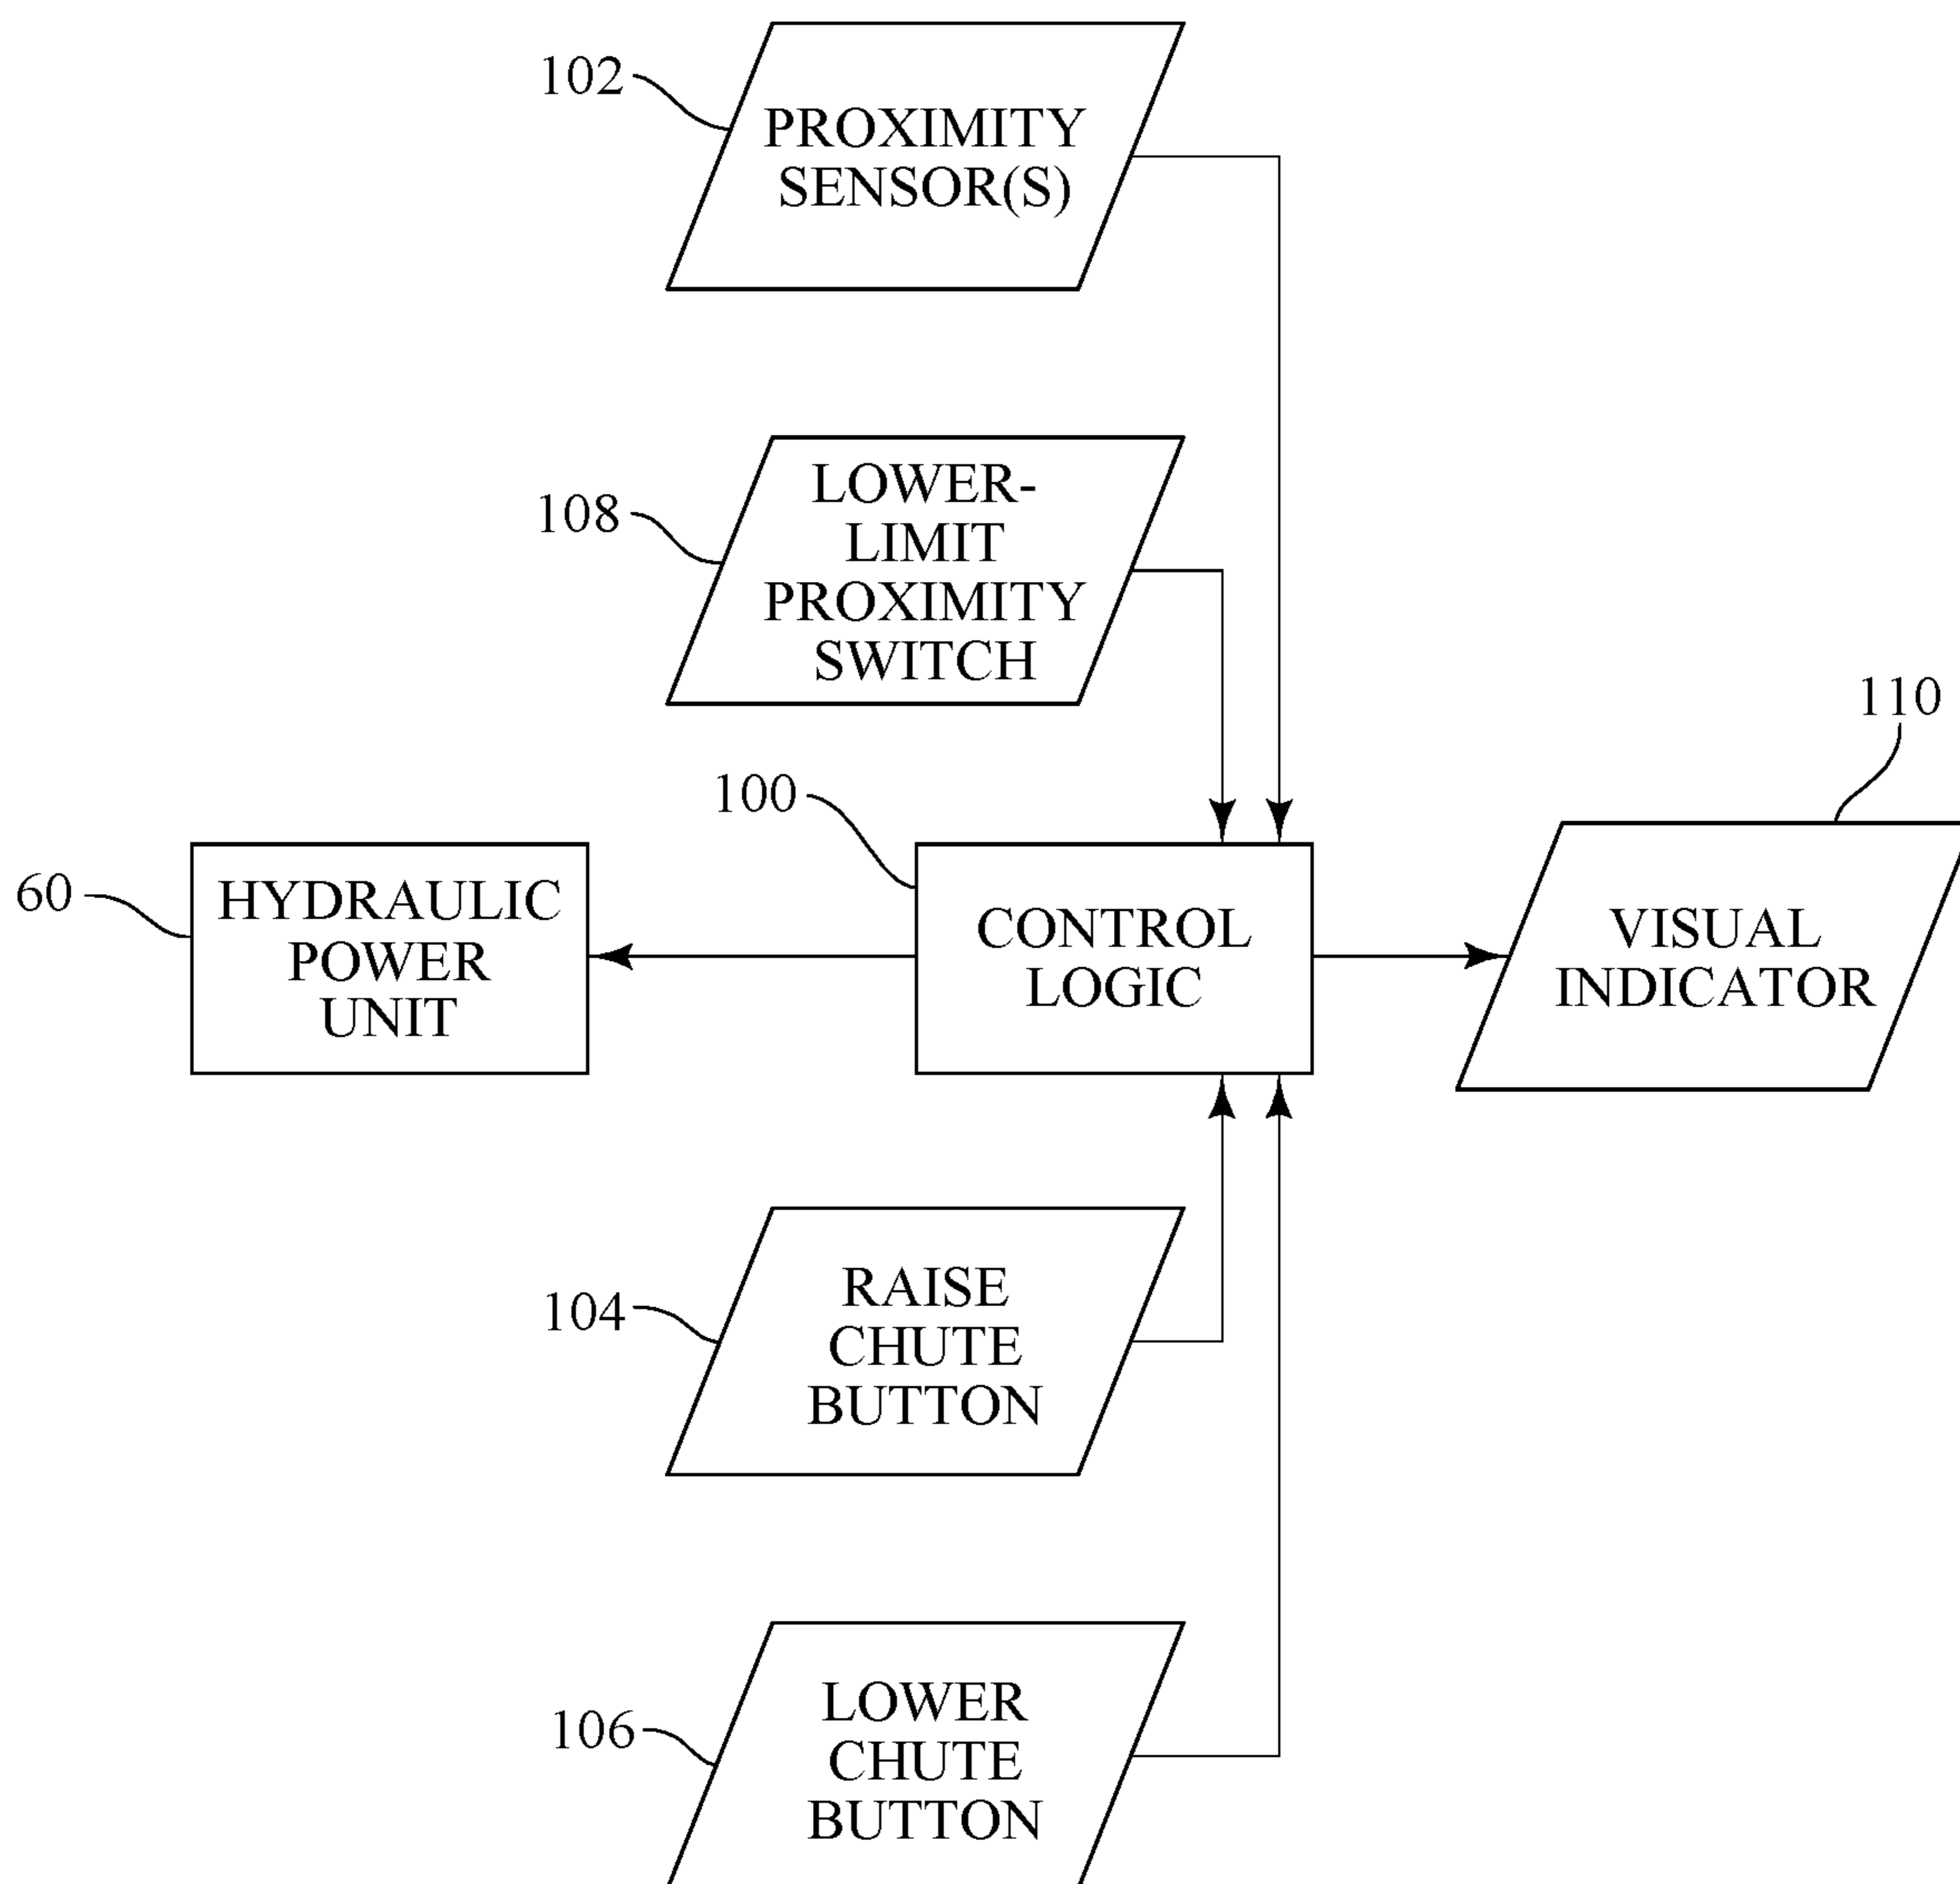 102
PROXIMITY
SENSOR(S)
108
LOWER-
LIMIT
PROXIMITY
SWITCH
110
100
60
HYDRAULIC
POWER
UNIT
CONTROL
LOGIC
VISUAL
INDICATOR
104
RAISE
CHUTE
BUTTON
106
LOWER
CHUTE
BUTTON